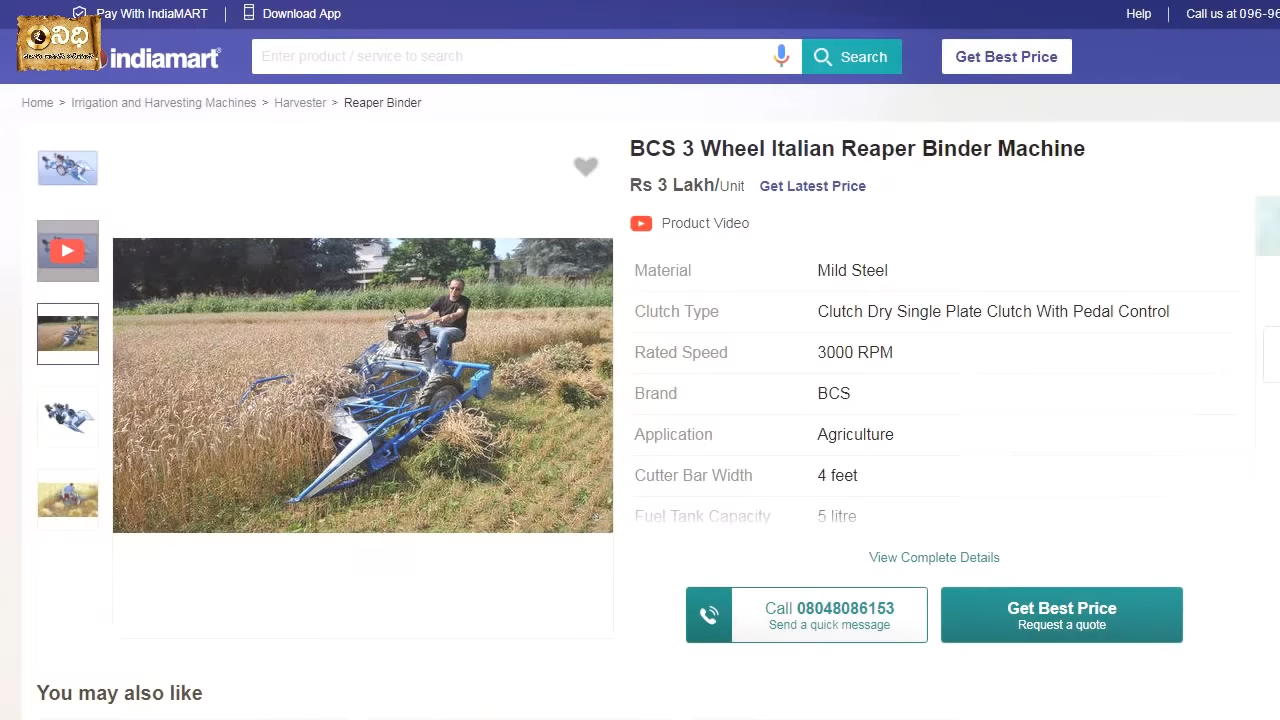 Pay With IndiaMART
Download App
Help
Call us at 096-96
ನಿಧಿ
indiamart
Enter product / service to search
Search
Get Best Price
Home > Irrigation and Harvesting Machines > Harvester > Reaper Binder
BCS 3 Wheel Italian Reaper Binder Machine
Rs 3 Lakh/Unit Get Latest Price
Product Video
Material Mild Steel
Clutch Type Clutch Dry Single Plate Clutch With Pedal Control
Rated Speed 3000 RPM
Brand BCS
Application Agriculture
Cutter Bar Width 4 feet
Fuel Tank Capacity 5 litre
View Complete Details
Call 08048086153
Send a quick message
Get Best Price
Request a quote
You may also like